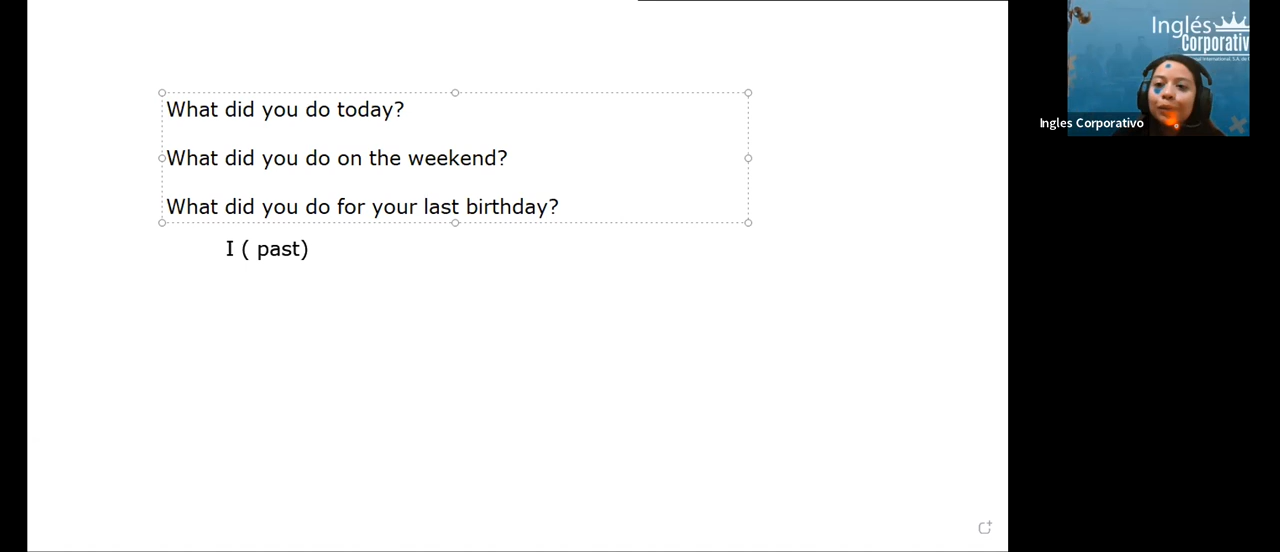 What did you do today?
What did you do on the weekend?
What did you do for your last birthday?
I ( past)
Inglés
Corporativ
Ingles Corporativo